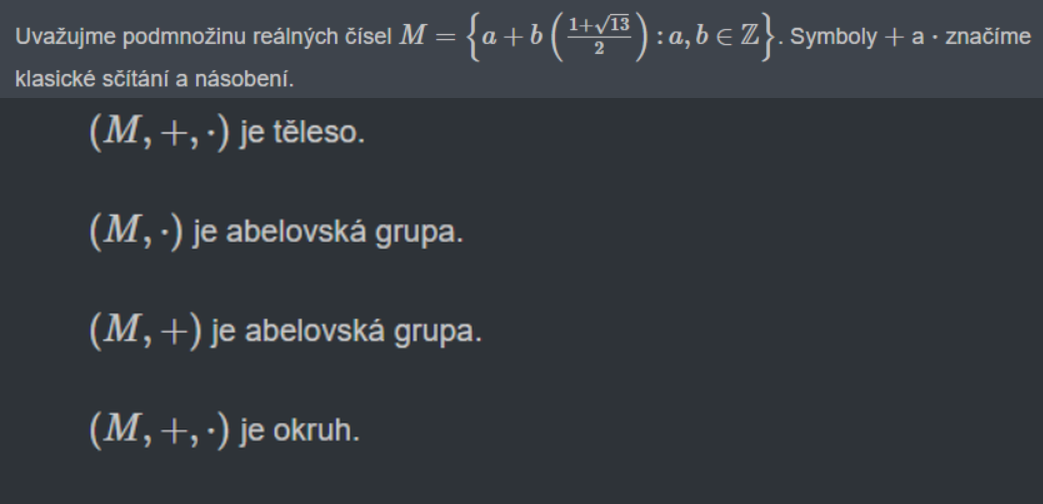 Uvažujme podmnožinu reálných čísel $M = \left\{a + b\left(\frac{1+\sqrt{13}}{2}\right) : a, b \in \mathbb{Z}\right\}$. Symboly $+$ a $\cdot$ značíme
klasické sčítání a násobení.
$(M, +, \cdot)$ je těleso.
$(M, \cdot)$ je abelovská grupa.
$(M, +)$ je abelovská grupa.
$(M, +, \cdot)$ je okruh.